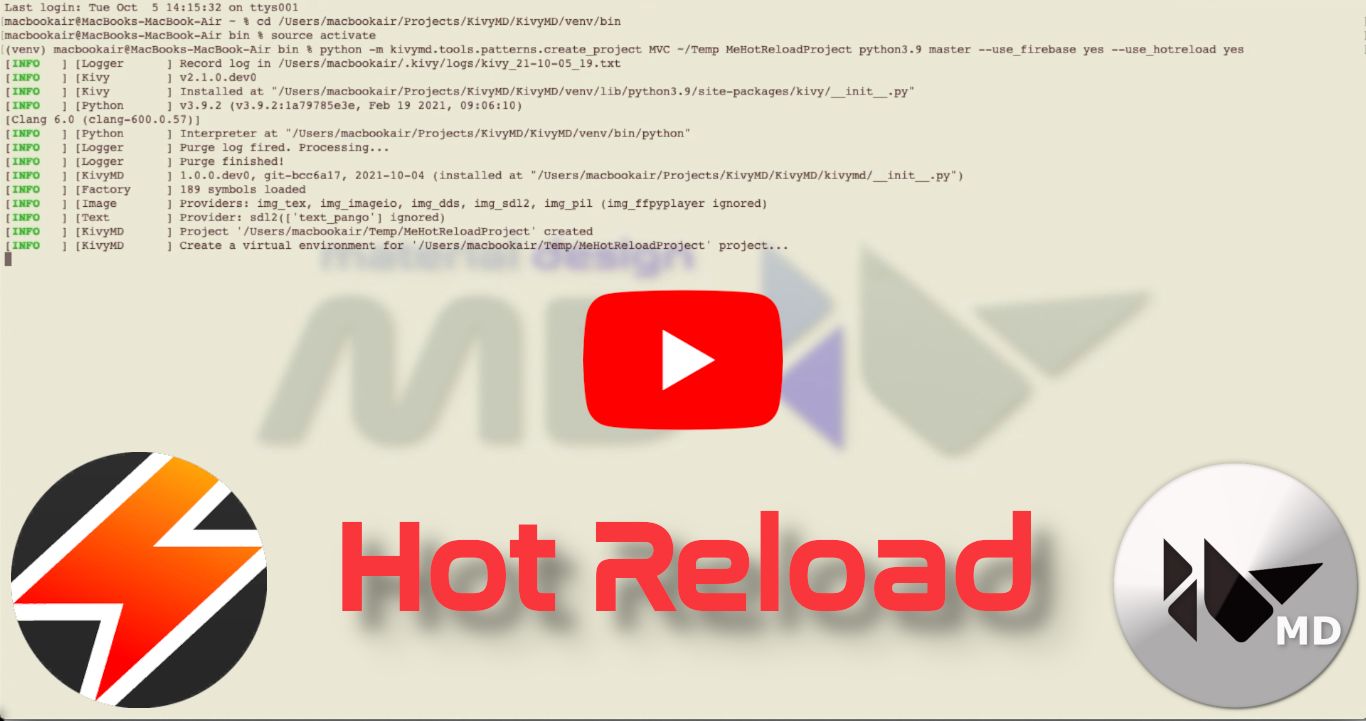 Last login: Tue Oct  5 14:15:32 on ttys001
[macbookair@MacBooks-MacBook-Air ~ % cd /Users/macbookair/Projects/KivyMD/KivyMD/venv/bin ]
[macbookair@MacBooks-MacBook-Air bin % source activate ]
[(venv) macbookair@MacBooks-MacBook-Air bin % python -m kivymd.tools.patterns.create_project MVC ~/Temp MeHotReloadProject python3.9 master --use_firebase yes --use_hotreload yes ]
[INFO   ] [Logger      ] Record log in /Users/macbookair/.kivy/logs/kivy_21-10-05_19.txt
[INFO   ] [Kivy        ] v2.1.0.dev0
[INFO   ] [Kivy        ] Installed at "/Users/macbookair/Projects/KivyMD/KivyMD/venv/lib/python3.9/site-packages/kivy/__init__.py"
[INFO   ] [Python      ] v3.9.2 (v3.9.2:1a79785e3e, Feb 19 2021, 09:06:10)
[Clang 6.0 (clang-600.0.57)]
[INFO   ] [Python      ] Interpreter at "/Users/macbookair/Projects/KivyMD/KivyMD/venv/bin/python"
[INFO   ] [Logger      ] Purge log fired. Processing...
[INFO   ] [Logger      ] Purge finished!
[INFO   ] [KivyMD      ] 1.0.0.dev0, git-bcc6a17, 2021-10-04 (installed at "/Users/macbookair/Projects/KivyMD/KivyMD/kivymd/__init__.py")
[INFO   ] [Factory     ] 189 symbols loaded
[INFO   ] [Image       ] Providers: img_tex, img_imageio, img_dds, img_sdl2, img_pil (img_ffpyplayer ignored)
[INFO   ] [Text        ] Provider: sdl2(['text_pango'] ignored)
[INFO   ] [KivyMD      ] Project '/Users/macbookair/Temp/MeHotReloadProject' created
[INFO   ] [KivyMD      ] Create a virtual environment for '/Users/macbookair/Temp/MeHotReloadProject' project...
material design
MD
Hot Reload
MD